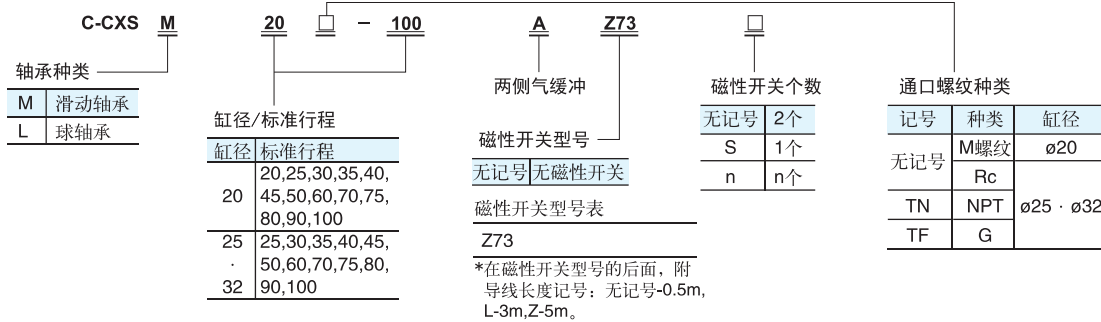 C-CXS M 20 □ - 100 A Z73 □
轴承种类
M 滑动轴承
L 球轴承
缸径/标准行程
缸径 标准行程
20 20,25,30,35,40,
45,50,60,70,75,
80,90,100
25 · 32 25,30,35,40,45,
50,60,70,75,80,
90,100
两侧气缓冲
磁性开关型号
无记号 无磁性开关
磁性开关型号表
Z73
*在磁性开关型号的后面，附
导线长度记号：无记号-0.5m,
L-3m,Z-5m。
磁性开关个数
无记号 2个
S 1个
n n个
通口螺纹种类
记号 种类 缸径
无记号 M螺纹 ø20
Rc
TN NPT ø25 · ø32
TF G